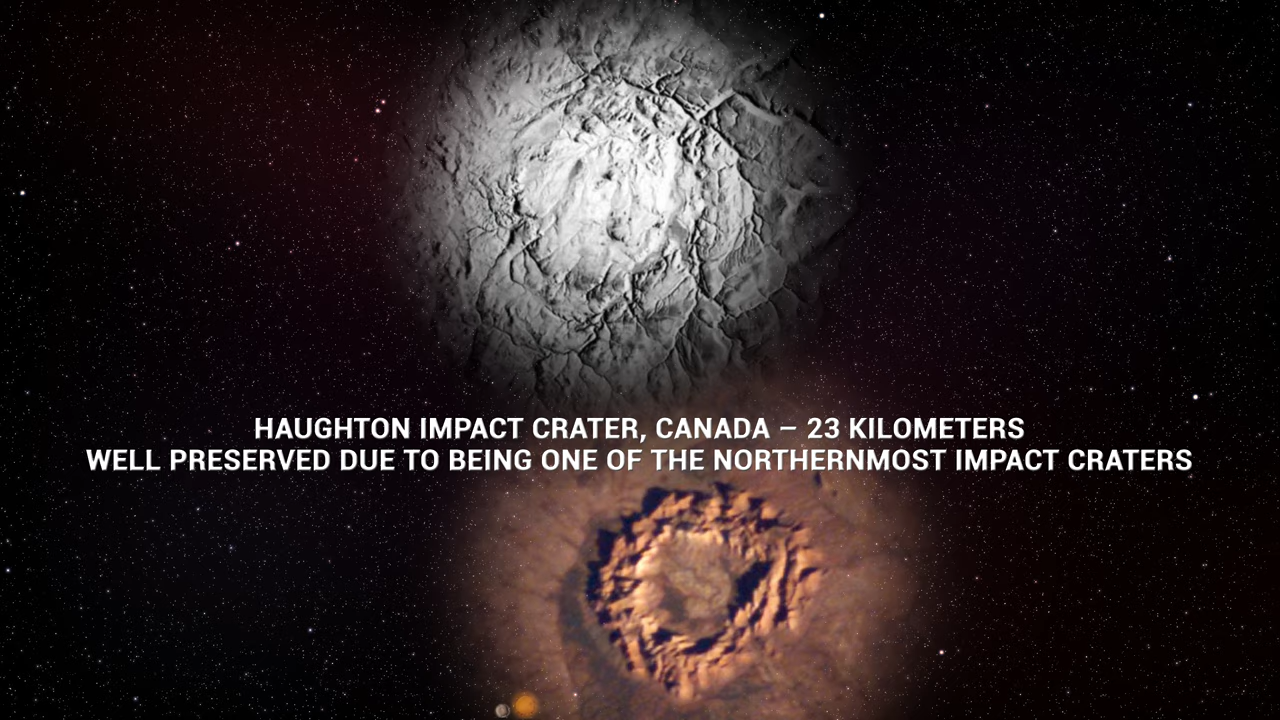 HAUGHTON IMPACT CRATER, CANADA – 23 KILOMETERS
WELL PRESERVED DUE TO BEING ONE OF THE NORTHERNMOST IMPACT CRATERS